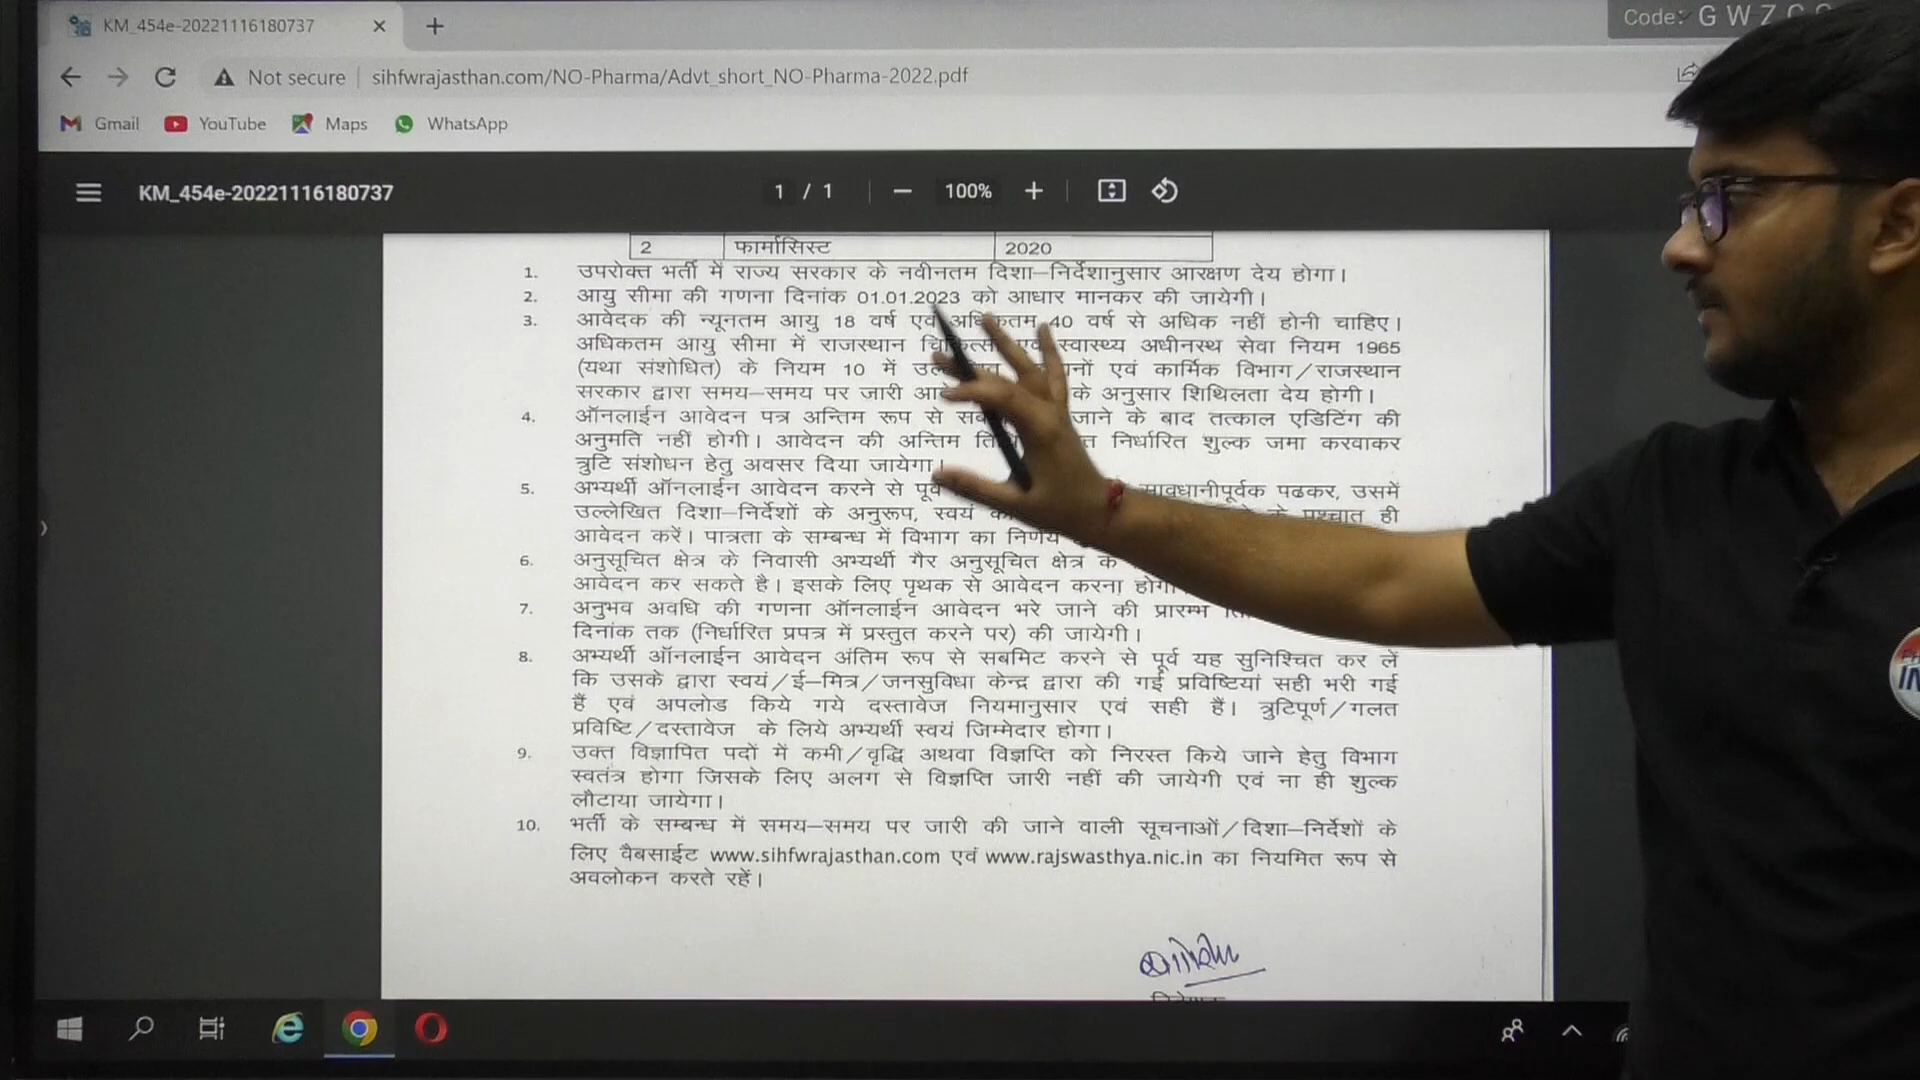 KM_454e-20221116180737
Code: G W Z
Not secure sihfwrajasthan.com/NO-Pharma/Advt_short_NO-Pharma-2022.pdf
Gmail YouTube Maps WhatsApp
KM_454e-20221116180737 1 / 1 100%
2 फार्मासिस्ट 2020
1. उपरोक्त भर्ती में राज्य सरकार के नवीनतम दिशा–निर्देशानुसार आरक्षण देय होगा।
2. आयु सीमा की गणना दिनांक 01.01.2023 को आधार मानकर की जायेगी।
3. आवेदक की न्यूनतम आयु 18 वर्ष एवं अधिकतम 40 वर्ष से अधिक नहीं होनी चाहिए।
अधिकतम आयु सीमा में राजस्थान चिकित्सा एवं स्वास्थ्य अधीनस्थ सेवा नियम 1965
(यथा संशोधित) के नियम 10 में एवं कार्मिक विभाग/राजस्थान
सरकार द्वारा समय–समय पर जारी के अनुसार शिथिलता देय होगी।
4. ऑनलाईन आवेदन पत्र अन्तिम रूप से जाने के बाद तत्काल एडिटिंग की
अनुमति नहीं होगी। आवेदन की अन्तिम निर्धारित शुल्क जमा करवाकर
त्रुटि संशोधन हेतु अवसर दिया जायेगा।
5. अभ्यर्थी ऑनलाईन आवेदन करने से पूर्व सावधानीपूर्वक पढकर, उसमें
उल्लेखित दिशा–निर्देशों के अनुरूप, स्वयं के पश्चात ही
आवेदन करें। पात्रता के सम्बन्ध में विभाग का निर्णय
6. अनुसूचित क्षेत्र के निवासी अभ्यर्थी गैर अनुसूचित क्षेत्र के
आवेदन कर सकते है। इसके लिए पृथक से आवेदन करना होगा
7. अनुभव अवधि की गणना ऑनलाईन आवेदन भरे जाने की प्रारम्भ
दिनांक तक (निर्धारित प्रपत्र में प्रस्तुत करने पर) की जायेगी।
8. अभ्यर्थी ऑनलाईन आवेदन अंतिम रूप से सबमिट करने से पूर्व यह सुनिश्चित कर लें
कि उसके द्वारा स्वयं/ई–मित्र/जनसुविधा केन्द्र द्वारा की गई प्रविष्टियां सही भरी गई
हैं एवं अपलोड किये गये दस्तावेज नियमानुसार एवं सही हैं। त्रुटिपूर्ण/गलत
प्रविष्टि/दस्तावेज के लिये अभ्यर्थी स्वयं जिम्मेदार होगा।
9. उक्त विज्ञापित पदों में कमी/वृद्धि अथवा विज्ञप्ति को निरस्त किये जाने हेतु विभाग
स्वतंत्र होगा जिसके लिए अलग से विज्ञप्ति जारी नहीं की जायेगी एवं ना ही शुल्क
लौटाया जायेगा।
10. भर्ती के सम्बन्ध में समय–समय पर जारी की जाने वाली सूचनाओं/दिशा–निर्देशों के
लिए वैबसाईट www.sihfwrajasthan.com एवं www.rajswasthya.nic.in का नियमित रूप से
अवलोकन करते रहें।